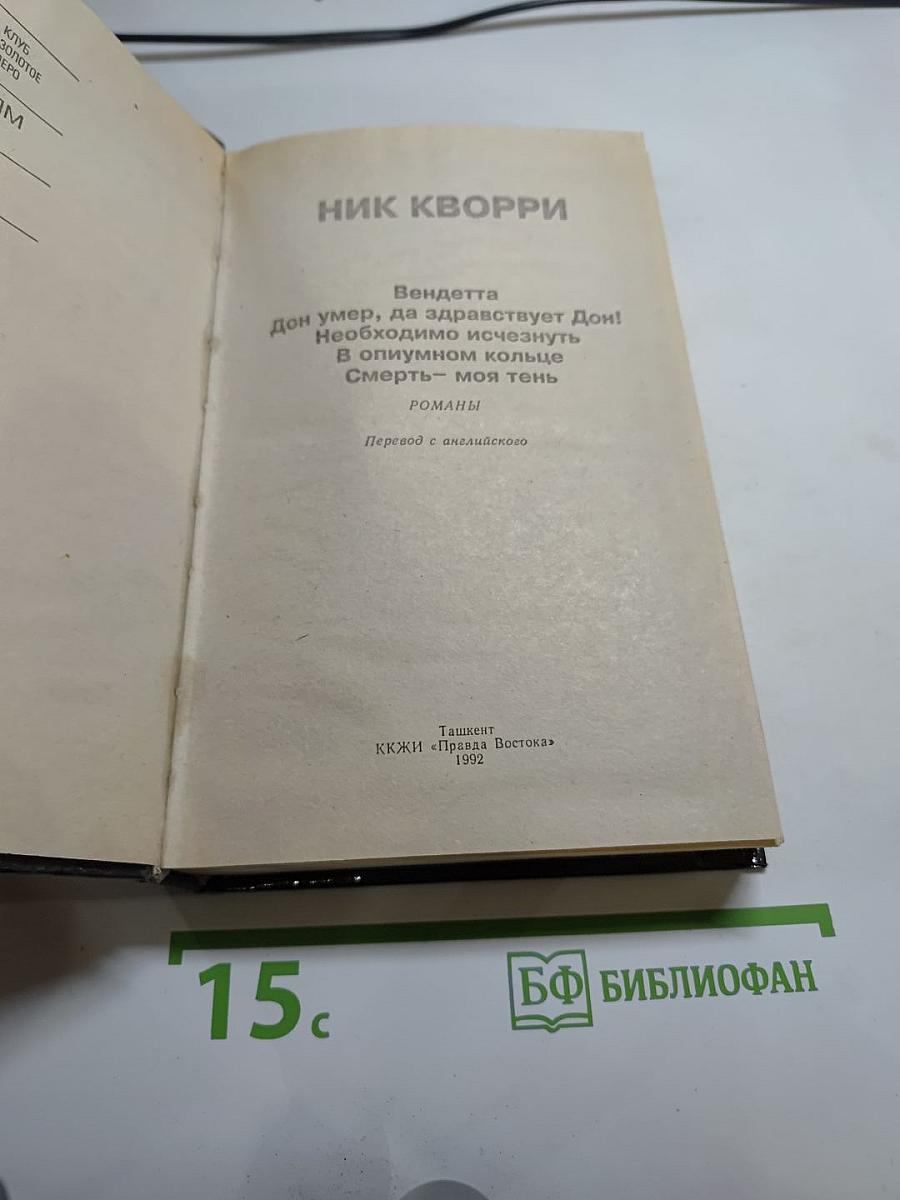 КЛУБ
ЗОЛОТОЕ
ПЕРО
НИК КВОРРИ
Вендетта
Дон умер, да здравствует Дон!
Необходимо исчезнуть
В опиумном кольце
Смерть— моя тень
РОМАНЫ
Перевод с английского
Ташкент
ККЖИ «Правда Востока»
1992
15 с
БФ БИБЛИОФАН